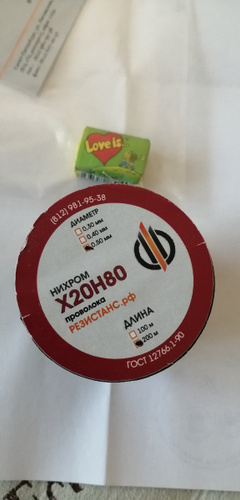 Love is...
(812) 981-95-38
ДИАМЕТР
0.30 мм
0.40 мм
0.50 мм
НИХРОМ
Х20Н80
проволока
РЕЗИСТАНС.рф
ДЛИНА
100 м
200 м
ГОСТ 12766.1-90